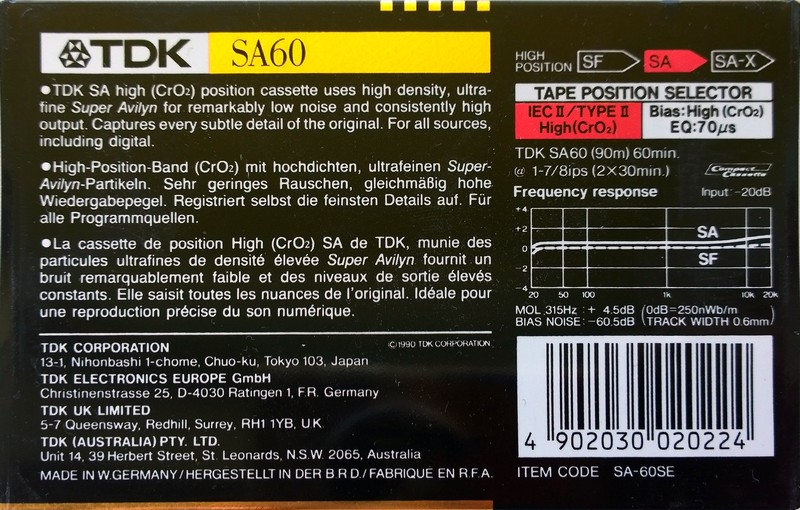 TDK SA60
●TDK SA high (CrO₂) position cassette uses high density, ultra-
fine Super Avilyn for remarkably low noise and consistently high
output. Captures every subtle detail of the original. For all sources,
including digital.
●High-Position-Band (CrO₂) mit hochdichten, ultrafeinen Super-
Avilyn-Partikeln. Sehr geringes Rauschen, gleichmäßig hohe
Wiedergabepegel. Registriert selbst die feinsten Details auf. Für
alle Programmquellen.
●La cassette de position High (CrO₂) SA de TDK, munie des
particules ultrafines de densité élevée Super Avilyn fournit un
bruit remarquablement faible et des niveaux de sortie élevés
constants. Elle saisit toutes les nuances de l'original. Idéale pour
une reproduction précise du son numérique.
©1990 TDK CORPORATION
TDK CORPORATION
13-1, Nihonbashi 1-chome, Chuo-ku, Tokyo 103, Japan
TDK ELECTRONICS EUROPE GmbH
Christinenstrasse 25, D-4030 Ratingen 1, F.R. Germany
TDK UK LIMITED
5-7 Queensway, Redhill, Surrey, RH1 1YB, U.K.
TDK (AUSTRALIA) PTY. LTD.
Unit 14, 39 Herbert Street, St. Leonards, N.S.W. 2065, Australia
MADE IN W.GERMANY/HERGESTELLT IN DER B.R.D./FABRIQUE EN R.F.A.
HIGH
POSITION
SF SA SA-X
TAPE POSITION SELECTOR
IEC II/TYPE II
High(CrO₂)
Bias:High (CrO₂)
EQ:70μs
TDK SA60 (90m) 60min.
@ 1-7/8ips (2×30min.)
Compact
Cassette
Frequency response Input:-20dB
+4
+2
0
-2
-4
SA
SF
20 50 100 1k 10k 20k
MOL.315Hz:+ 4.5dB (0dB=250nWb/m
BIAS NOISE:-60.5dB TRACK WIDTH 0.6mm)
4 902030 020224
ITEM CODE SA-60SE